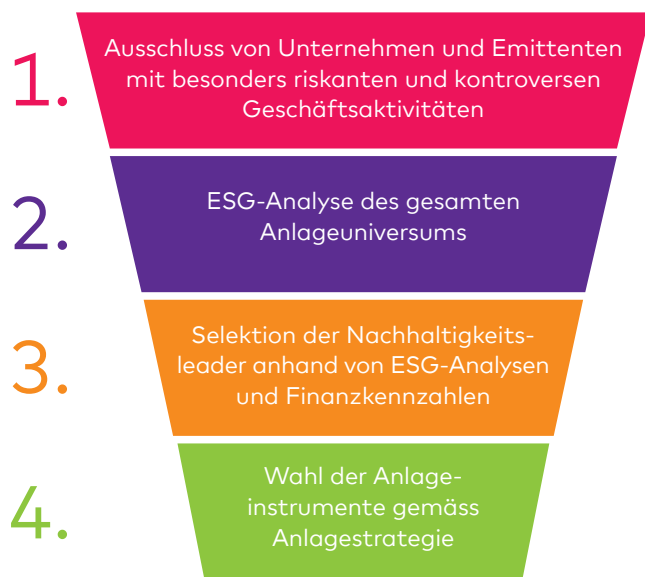 1.
Ausschluss von Unternehmen und Emittenten
mit besonders riskanten und kontroversen
Geschäftsaktivitäten
2.
ESG-Analyse des gesamten
Anlageuniversums
3.
Selektion der Nachhaltigkeits-
leader anhand von ESG-Analysen
und Finanzkennzahlen
4.
Wahl der Anlage-
instrumente gemäss
Anlagestrategie